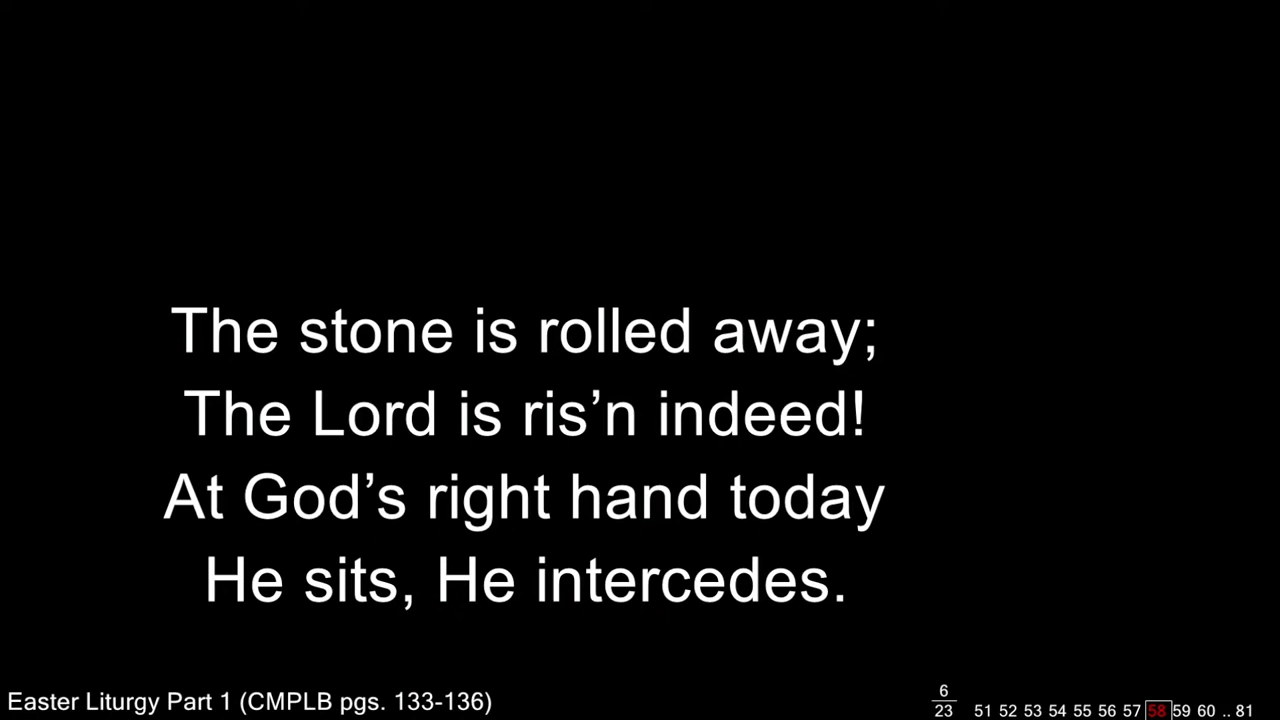 The stone is rolled away;
The Lord is ris’n indeed!
At God’s right hand today
He sits, He intercedes.
Easter Liturgy Part 1 (CMPLB pgs. 133-136)
6
23
51 52 53 54 55 56 57 58 59 60 .. 81